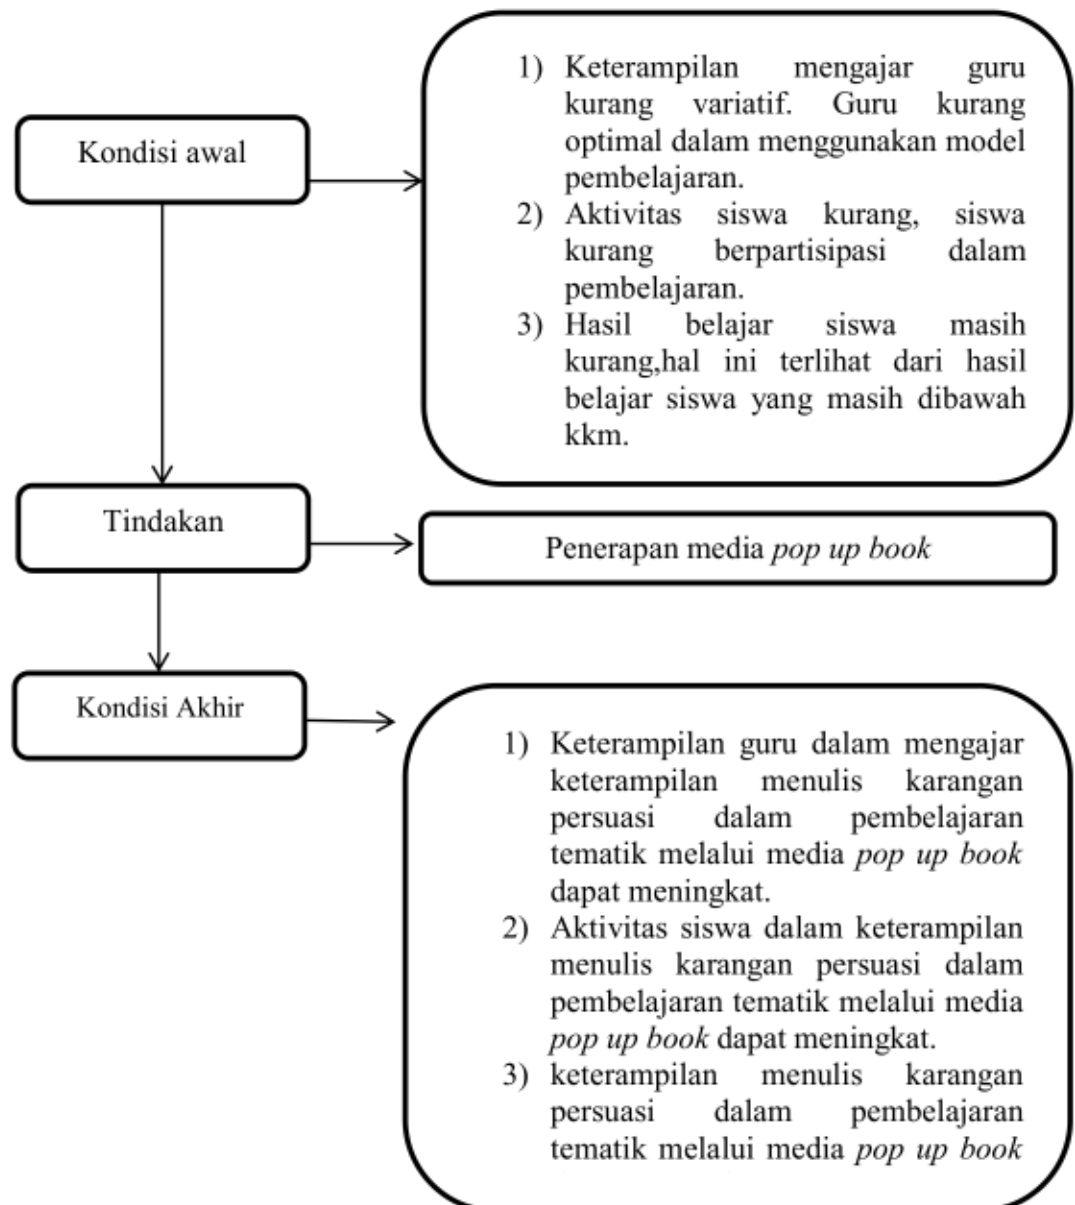 Kondisi awal
1) Keterampilan mengajar guru
kurang variatif. Guru kurang
optimal dalam menggunakan model
pembelajaran.
2) Aktivitas siswa kurang, siswa
kurang berpartisipasi dalam
pembelajaran.
3) Hasil belajar siswa masih
kurang,hal ini terlihat dari hasil
belajar siswa yang masih dibawah
kkm.
Tindakan
Penerapan media pop up book
Kondisi Akhir
1) Keterampilan guru dalam mengajar
keterampilan menulis karangan
persuasi dalam pembelajaran
tematik melalui media pop up book
dapat meningkat.
2) Aktivitas siswa dalam keterampilan
menulis karangan persuasi dalam
pembelajaran tematik melalui media
pop up book dapat meningkat.
3) keterampilan menulis karangan
persuasi dalam pembelajaran
tematik melalui media pop up book